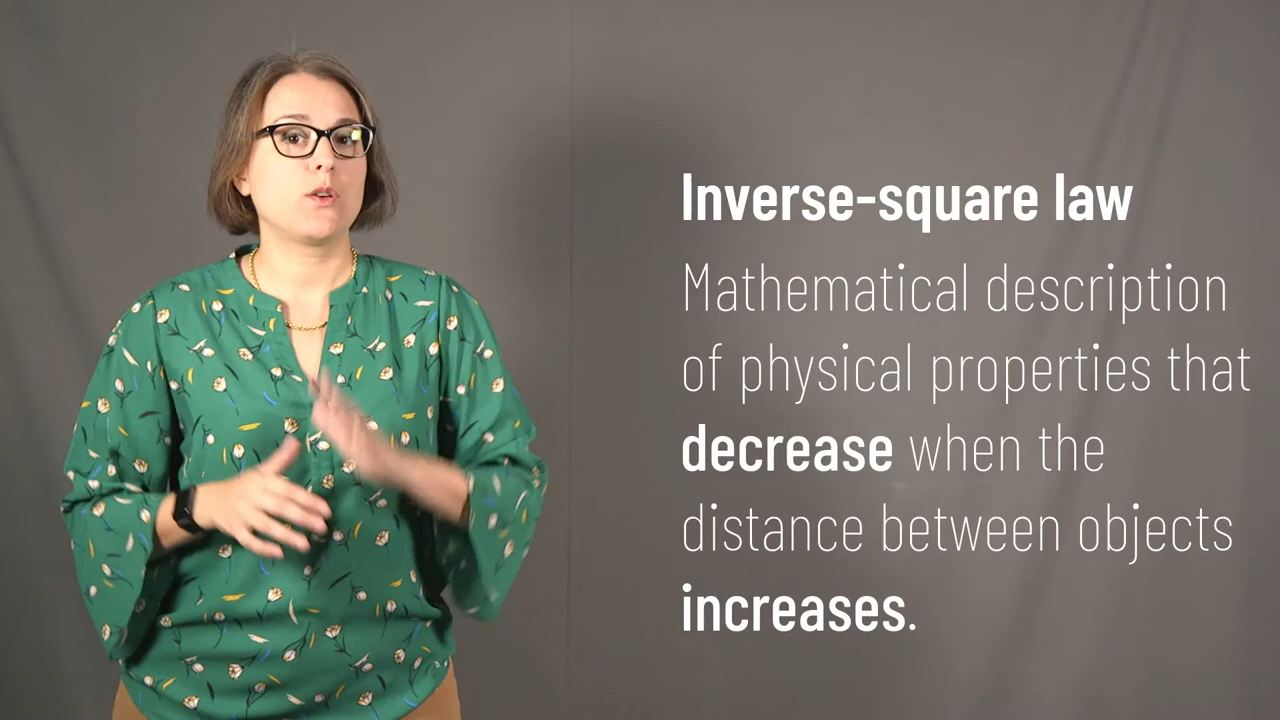 Inverse-square law
Mathematical description
of physical properties that
decrease when the
distance between objects
increases.